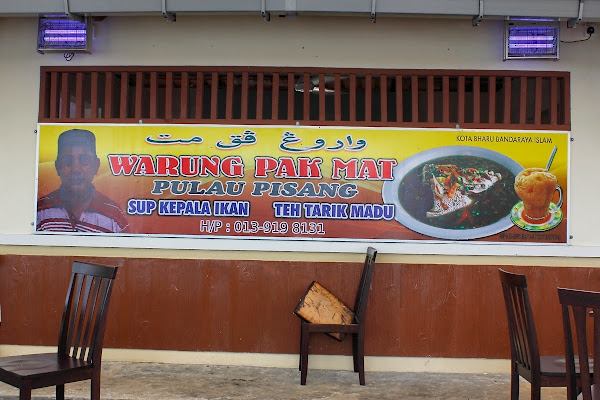 واروڠ ڤق مت
KOTA BHARU BANDARAYA ISLAM
WARUNG PAK MAT
PULAU PISANG
SUP KEPALA IKAN TEH TARIK MADU
H/P : 013-919 8131